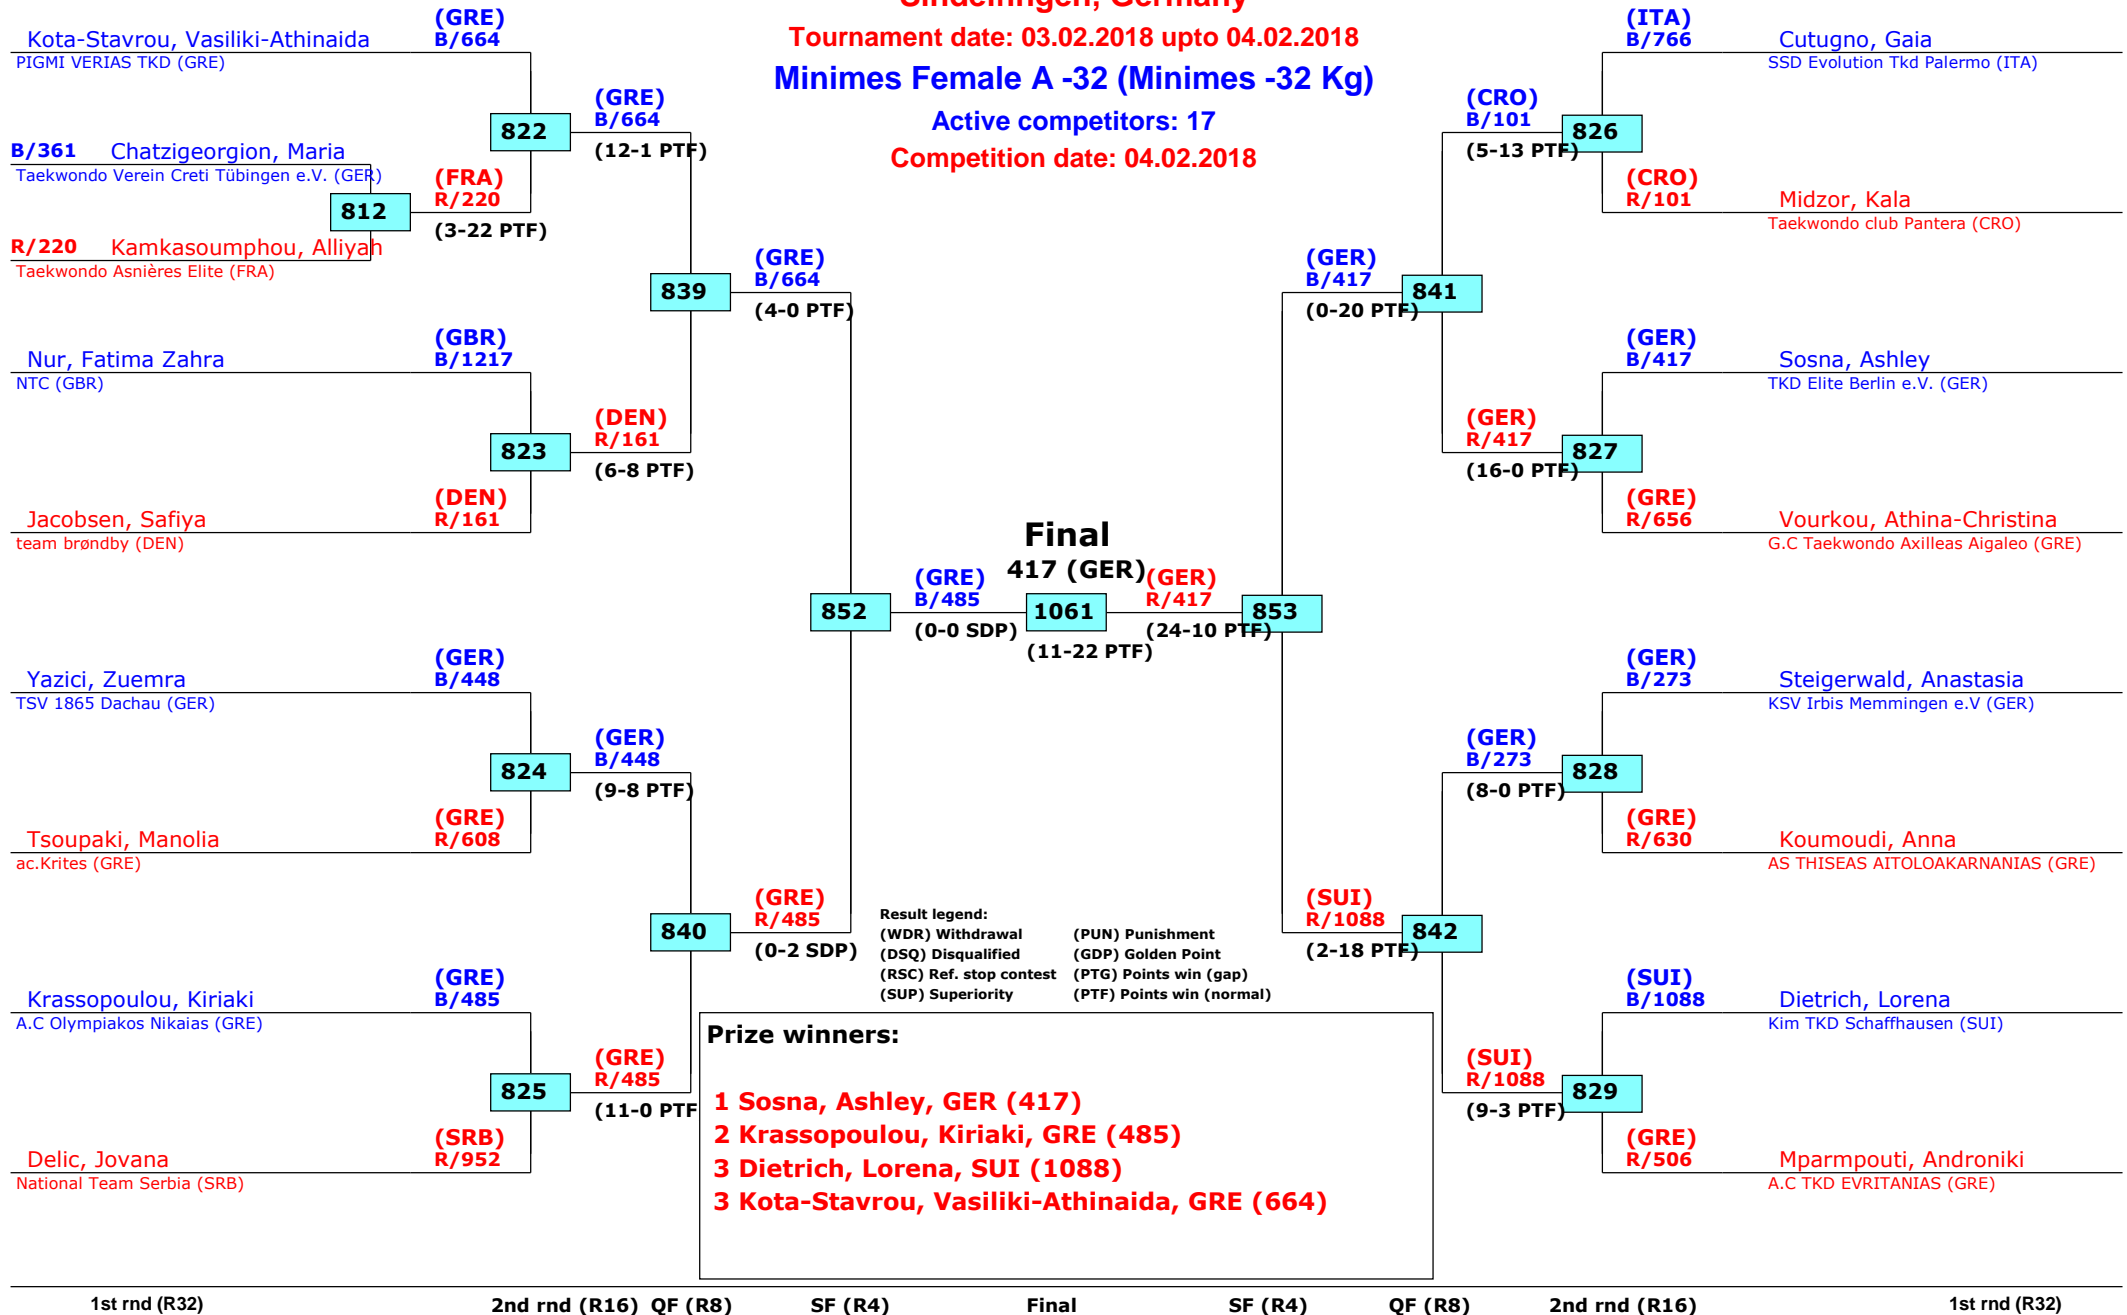 Sindelfingen, Germany
Tournament date: 03.02.2018 upto 04.02.2018
Minimes Female A -32 (Minimes -32 Kg)
Active competitors: 17
Competition date: 04.02.2018
Kota-Stavrou, Vasiliki-Athinaida
PIGMI VERIAS TKD (GRE)
(GRE)
B/664
B/361 Chatzigeorgion, Maria
Taekwondo Verein Creti Tübingen e.V. (GER)
R/220 Kamkasoumphou, Alliyah
Taekwondo Asnières Elite (FRA)
812
(FRA)
R/220
(3-22 PTF)
822
(GRE)
B/664
(12-1 PTF)
Nur, Fatima Zahra
NTC (GBR)
(GBR)
B/1217
Jacobsen, Safiya
team brøndby (DEN)
(DEN)
R/161
823
(DEN)
R/161
(6-8 PTF)
839
(GRE)
B/664
(4-0 PTF)
Yazici, Zuemra
TSV 1865 Dachau (GER)
(GER)
B/448
Tsoupaki, Manolia
ac.Krites (GRE)
(GRE)
R/608
824
(GER)
B/448
(9-8 PTF)
Krassopoulou, Kiriaki
A.C Olympiakos Nikaias (GRE)
(GRE)
B/485
Delic, Jovana
National Team Serbia (SRB)
(SRB)
R/952
825
(GRE)
R/485
(11-0 PTF
840
(GRE)
R/485
(0-2 SDP)
852
(GRE)
B/485
(0-0 SDP)
Final
417 (GER)
1061
(11-22 PTF)
(GER)
R/417
(24-10 PTF)
853
(GER)
B/417
(0-20 PTF)
841
(CRO)
B/101
(5-13 PTF)
826
(ITA)
B/766
Cutugno, Gaia
SSD Evolution Tkd Palermo (ITA)
(CRO)
R/101
Midzor, Kala
Taekwondo club Pantera (CRO)
(GER)
R/417
(16-0 PTF)
827
(GER)
B/417
Sosna, Ashley
TKD Elite Berlin e.V. (GER)
(GRE)
R/656
Vourkou, Athina-Christina
G.C Taekwondo Axilleas Aigaleo (GRE)
(SUI)
R/1088
(2-18 PTF)
842
(GER)
B/273
(8-0 PTF)
828
(GER)
B/273
Steigerwald, Anastasia
KSV Irbis Memmingen e.V (GER)
(GRE)
R/630
Koumoudi, Anna
AS THISEAS AITOLOAKARNANIAS (GRE)
(SUI)
R/1088
(9-3 PTF)
829
(SUI)
B/1088
Dietrich, Lorena
Kim TKD Schaffhausen (SUI)
(GRE)
R/506
Mparmpouti, Androniki
A.C TKD EVRITANIAS (GRE)
Result legend:
(WDR) Withdrawal (PUN) Punishment
(DSQ) Disqualified (GDP) Golden Point
(RSC) Ref. stop contest (PTG) Points win (gap)
(SUP) Superiority (PTF) Points win (normal)
Prize winners:
1 Sosna, Ashley, GER (417)
2 Krassopoulou, Kiriaki, GRE (485)
3 Dietrich, Lorena, SUI (1088)
3 Kota-Stavrou, Vasiliki-Athinaida, GRE (664)
1st rnd (R32) 2nd rnd (R16) QF (R8) SF (R4) Final SF (R4) QF (R8) 2nd rnd (R16) 1st rnd (R32)